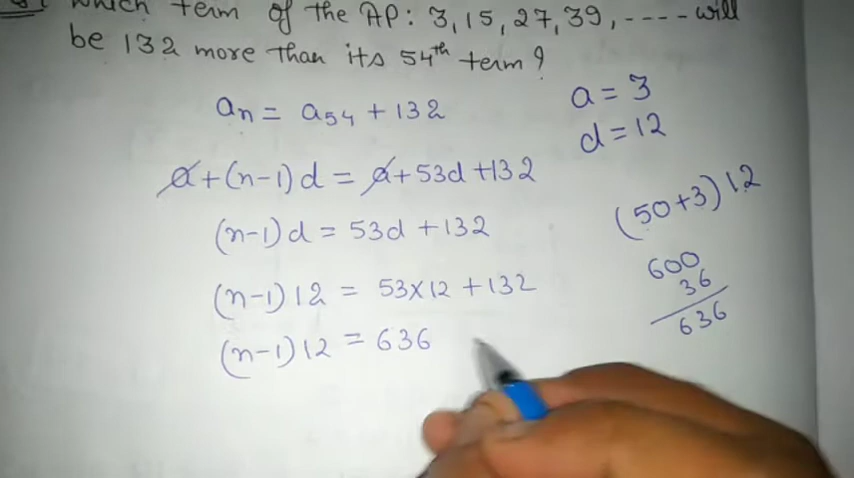 which term of the AP: 3, 15, 27, 39, ---- will
be 132 more than its 54th term?
an = a54 + 132
a = 3
d = 12
a + (n-1)d = a + 53d + 132
(n-1)d = 53d + 132
(50+3)12
(n-1)12 = 53×12 + 132
600
36
636
(n-1)12 = 636